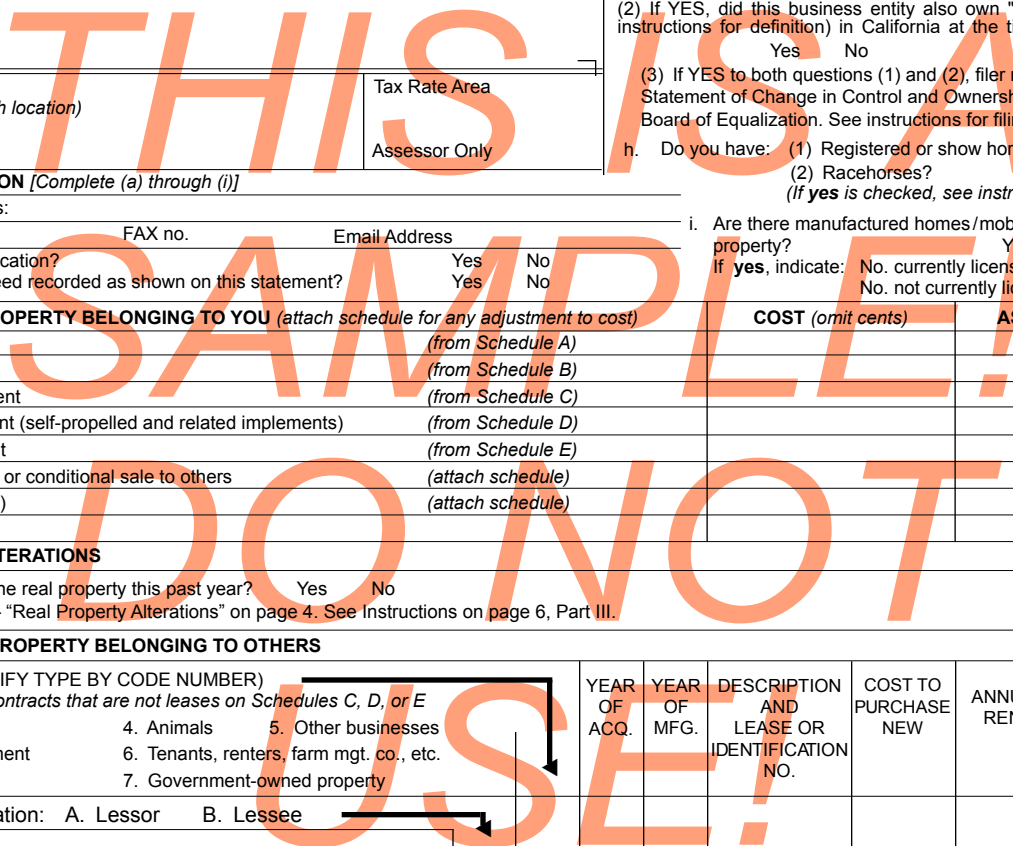 THIS IS A
SAMPLE!
DO NOT
USE!
(2) If YES, did this business entity also own "
instructions for definition) in California at the
Yes No
(3) If YES to both questions (1) and (2), filer
Statement of Change in Control and
Board of Equalization. See instructions for
h. Do you have: (1) Registered or show
(2) Racehorses?
(If yes is checked, see
Tax Rate Area
location)
Assessor Only
ON [Complete (a) through (i)]
s:
FAX no. Email Address
cation? Yes No
eed recorded as shown on this statement? Yes No
i. Are there manufactured homes/mob
property? Y
If yes, indicate: No. currently licens
No. not currently lic
OPERTY BELONGING TO YOU (attach schedule for any adjustment to cost) COST (omit cents) AS
(from Schedule A)
(from Schedule B)
ent (from Schedule C)
nt (self-propelled and related implements) (from Schedule D)
t (from Schedule E)
or conditional sale to others (attach schedule)
) (attach schedule)
TERATIONS
he real property this past year? Yes No
“Real Property Alterations” on page 4. See Instructions on page 6, Part III.
ROPERTY BELONGING TO OTHERS
IFY TYPE BY CODE NUMBER)
ontracts that are not leases on Schedules C, D, or E
4. Animals 5. Other businesses
ment 6. Tenants, renters, farm mgt. co., etc.
7. Government-owned property
YEAR OF ACQ.
YEAR OF MFG.
DESCRIPTION AND LEASE OR IDENTIFICATION NO.
COST TO PURCHASE NEW
ANNU
REN
ation: A. Lessor B. Lessee